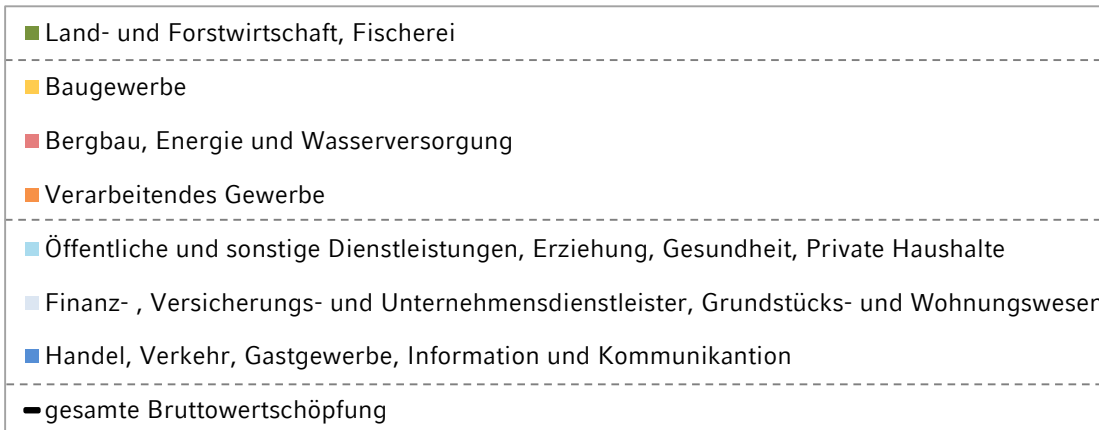 Land- und Forstwirtschaft, Fischerei
Baugewerbe
Bergbau, Energie und Wasserversorgung
Verarbeitendes Gewerbe
Öffentliche und sonstige Dienstleistungen, Erziehung, Gesundheit, Private Haushalte
Finanz- , Versicherungs- und Unternehmensdienstleister, Grundstücks- und Wohnungswesen
Handel, Verkehr, Gastgewerbe, Information und Kommunikantion
gesamte Bruttowertschöpfung